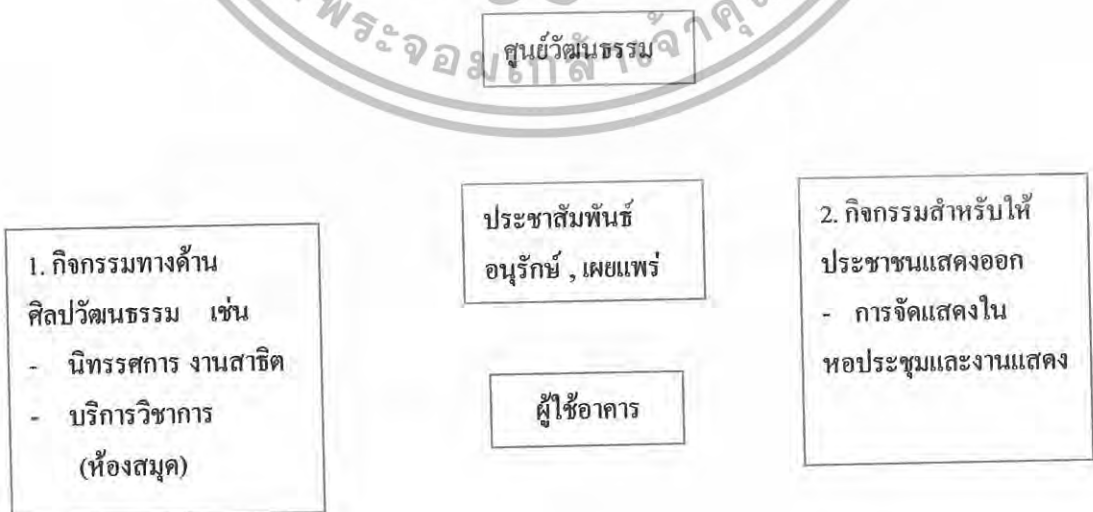 ศูนย์วัฒนธรรม
ประชาสัมพันธ์
อนุรักษ์ , เผยแพร่
1. กิจกรรมทางด้าน
ศิลปวัฒนธรรม เช่น
- นิทรรศการ งานสาธิต
- บริการวิชาการ
(ห้องสมุด)
2. กิจกรรมสำหรับให้
ประชาชนแสดงออก
- การจัดแสดงใน
หอประชุมและงานแสดง
ผู้ใช้อาคาร